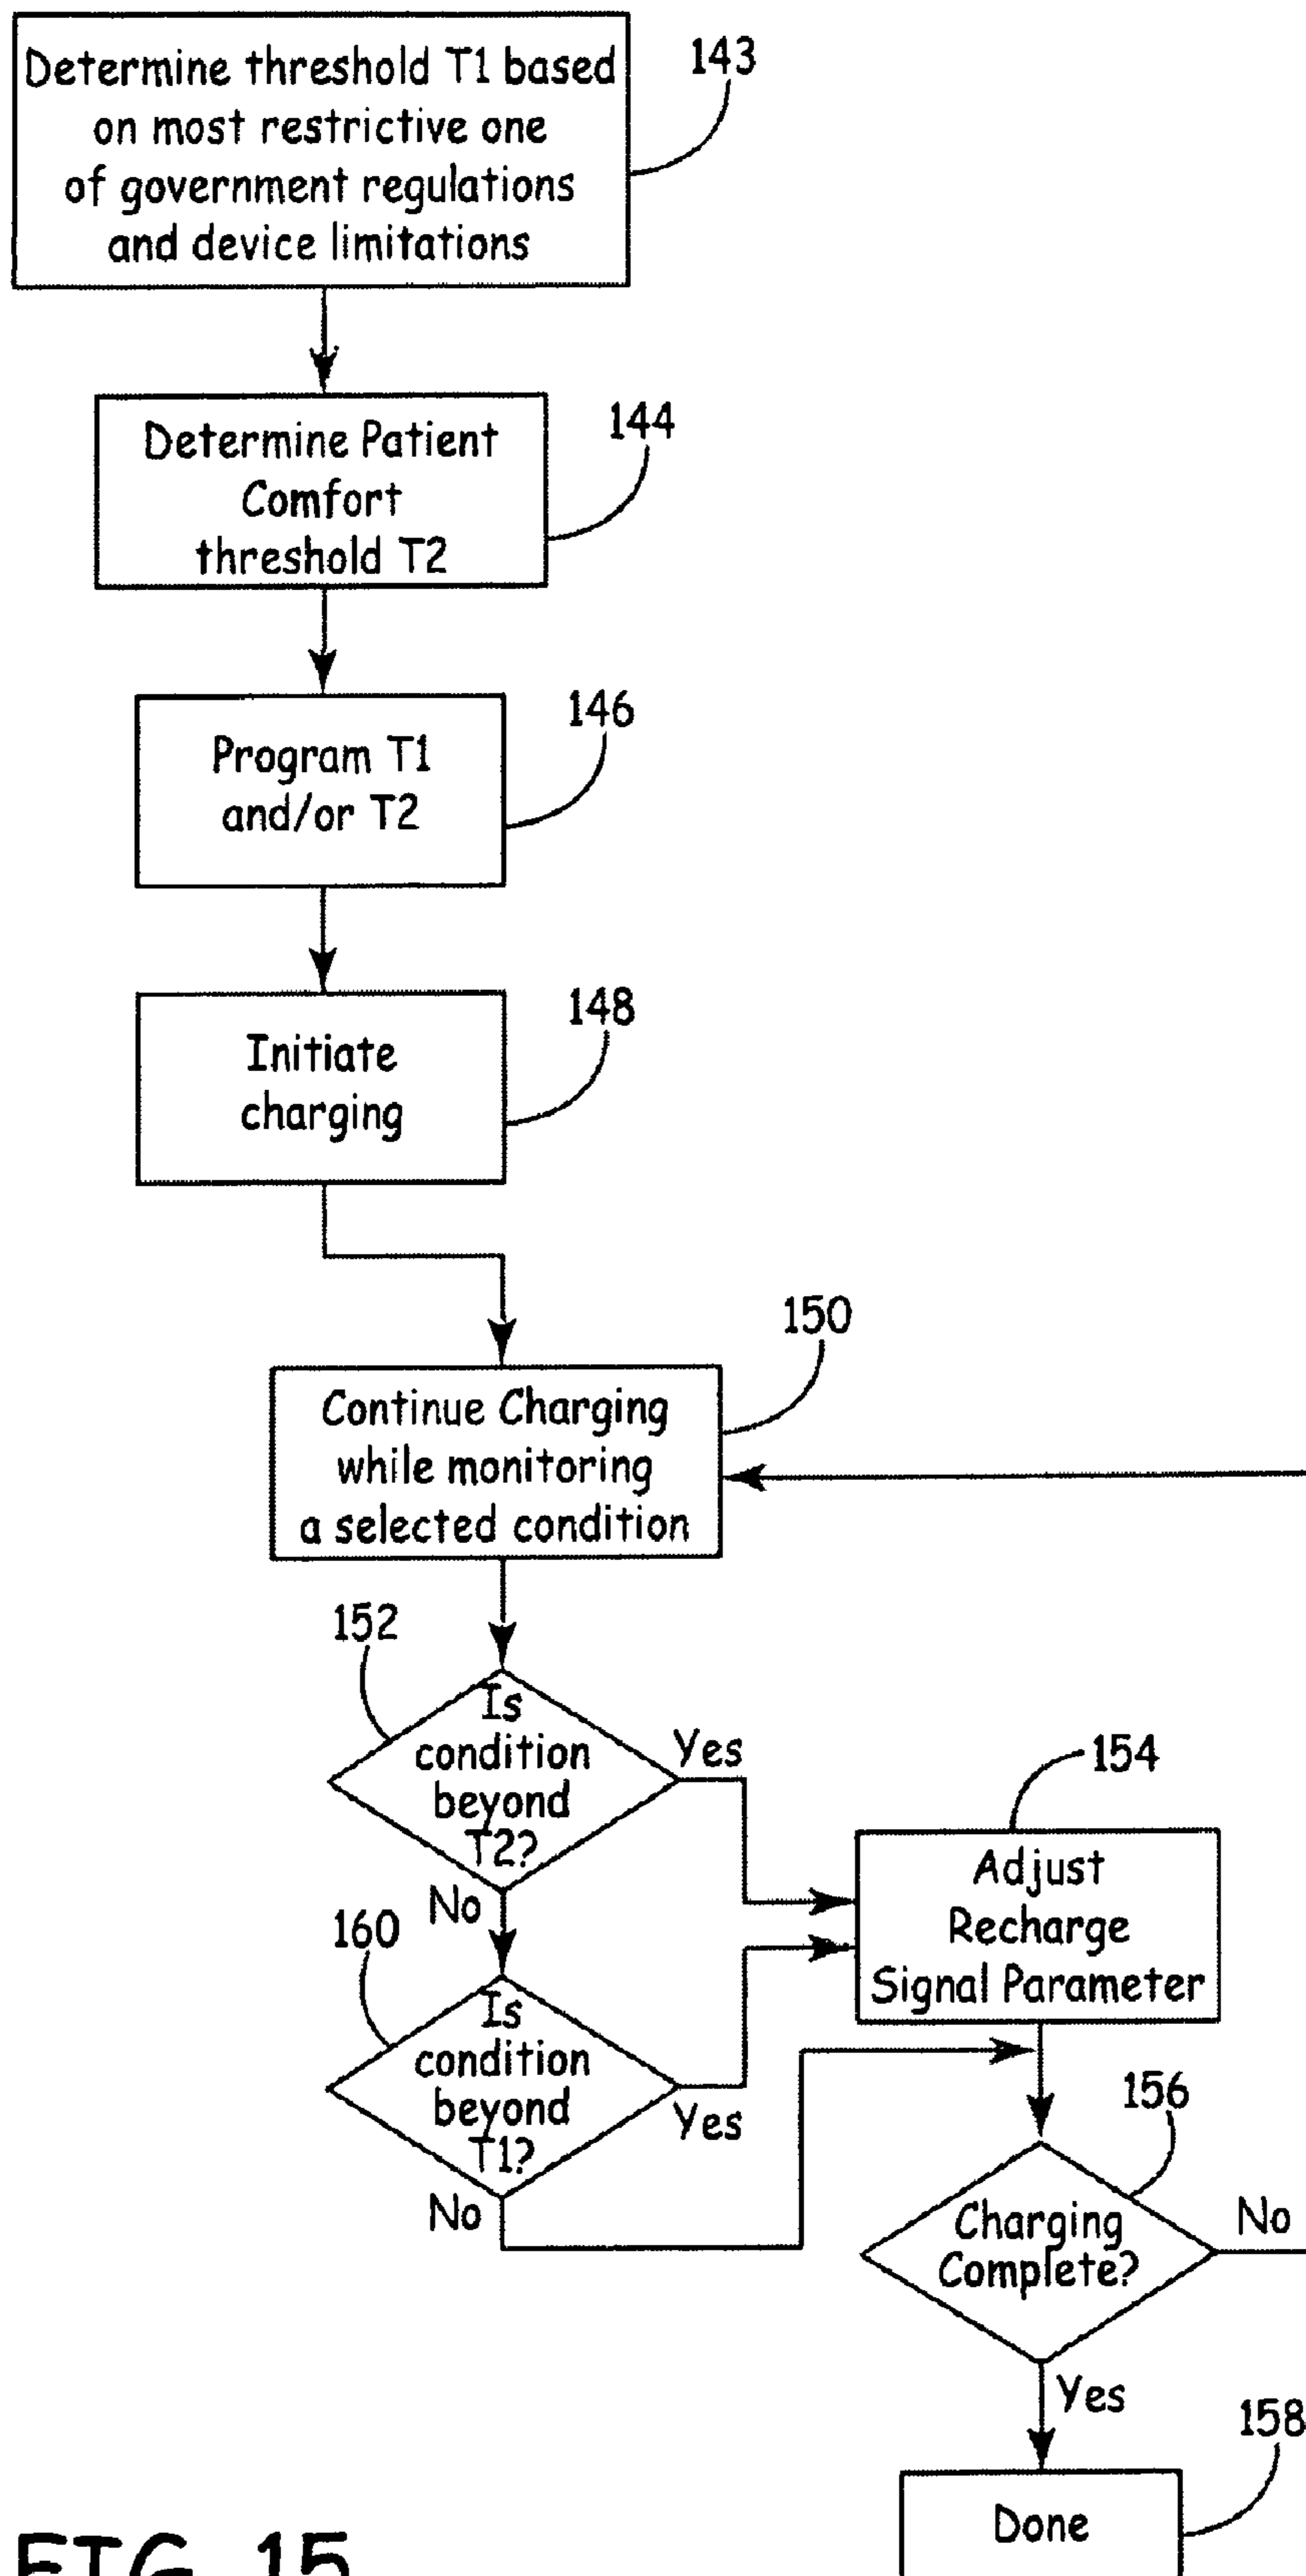 Determine threshold T1 based
on most restrictive one
of government regulations
and device limitations
143
Determine Patient
Comfort
threshold T2
144
Program T1
and/or T2
146
Initiate
charging
148
Continue Charging
while monitoring
a selected condition
150
152
Is
condition
beyond
T2?
Yes
No
154
Adjust
Recharge
Signal Parameter
160
Is
condition
beyond
T1?
Yes
No
156
Charging
Complete?
No
Yes
158
Done
FIG. 15